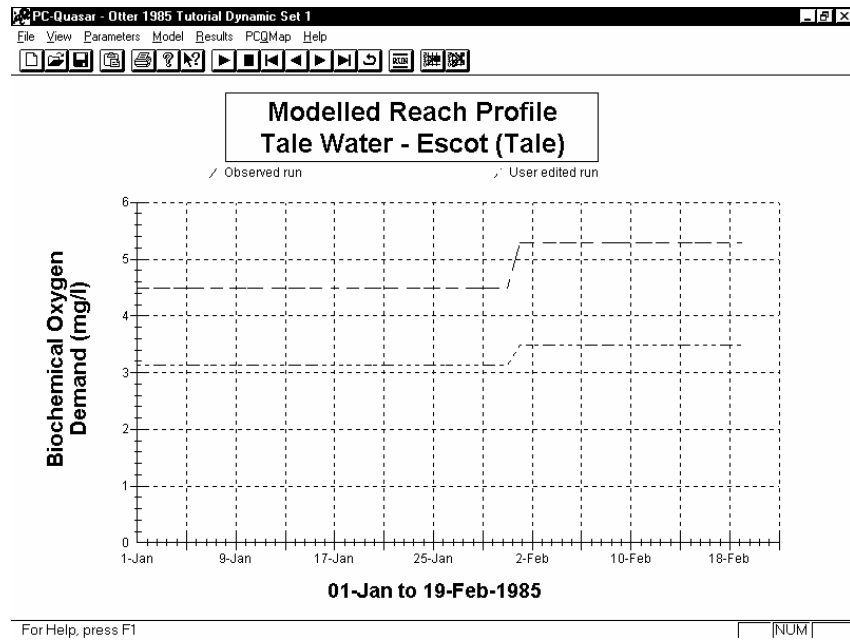 PC-Quasar - Otter 1985 Tutorial Dynamic Set 1
File View Parameters Model Results PCQMap Help
RUN
Modelled Reach Profile
Tale Water - Escot (Tale)
Observed run
User edited run
Biochemical Oxygen
Demand (mg/l)
6
5
4
3
2
1
0
1-Jan
9-Jan
17-Jan
25-Jan
2-Feb
10-Feb
18-Feb
01-Jan to 19-Feb-1985
For Help, press F1
NUM